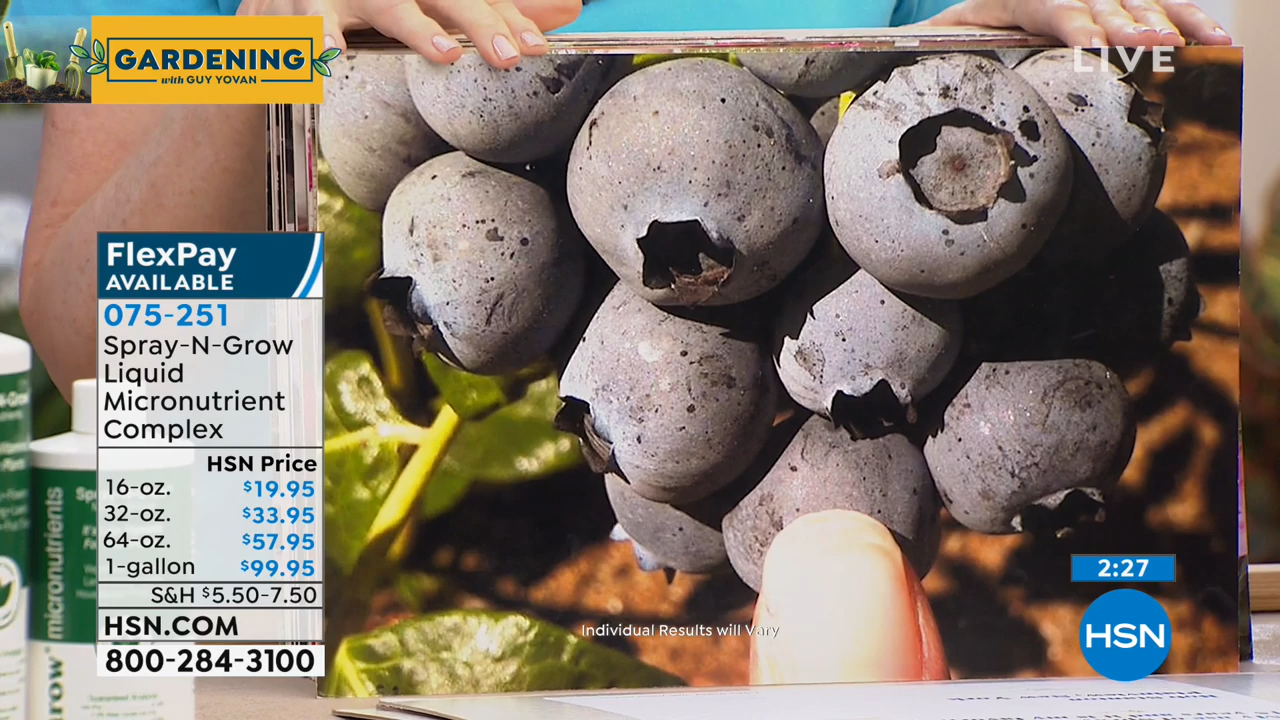 GARDENING
with GUY YOVAN
LIVE
FlexPay
AVAILABLE
075-251
Spray-N-Grow
Liquid
Micronutrient
Complex
HSN Price
16-oz. $19.95
32-oz. $33.95
64-oz. $57.95
1-gallon $99.95
S&H $5.50-7.50
HSN.COM
800-284-3100
micronutrients
Individual Results will Vary
2:27
HSN